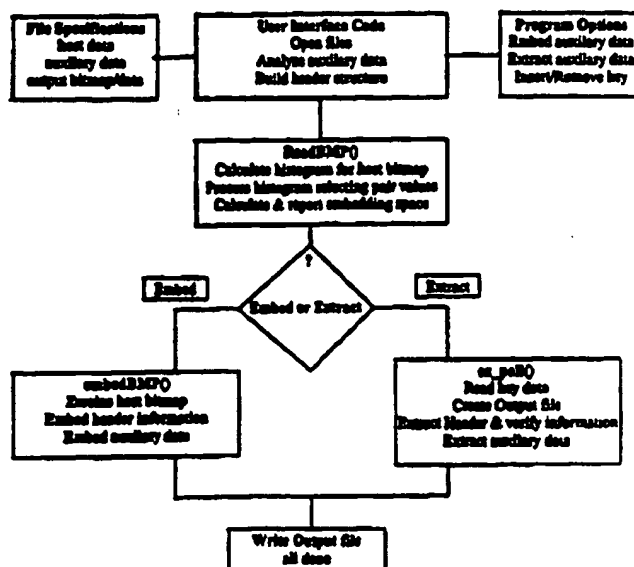 File Specifications
host data
auxiliary data
output bitmap/data
User Interface Code
Open files
Analyze auxiliary data
Build header structure
Program Options
Embed auxiliary data
Extract auxiliary data
Insert/Remove key
ReadBMP()
Calculate histogram for host bitmap
Process histogram selecting pair values
Calculate & report embedding space
?
Embed
Embed or Extract
Extract
embedBMP()
host bitmap
Embed header information
Embed auxiliary data
Read key data
Create Output file
Extract Header & verify information
Extract auxiliary data
Write Output file
all done